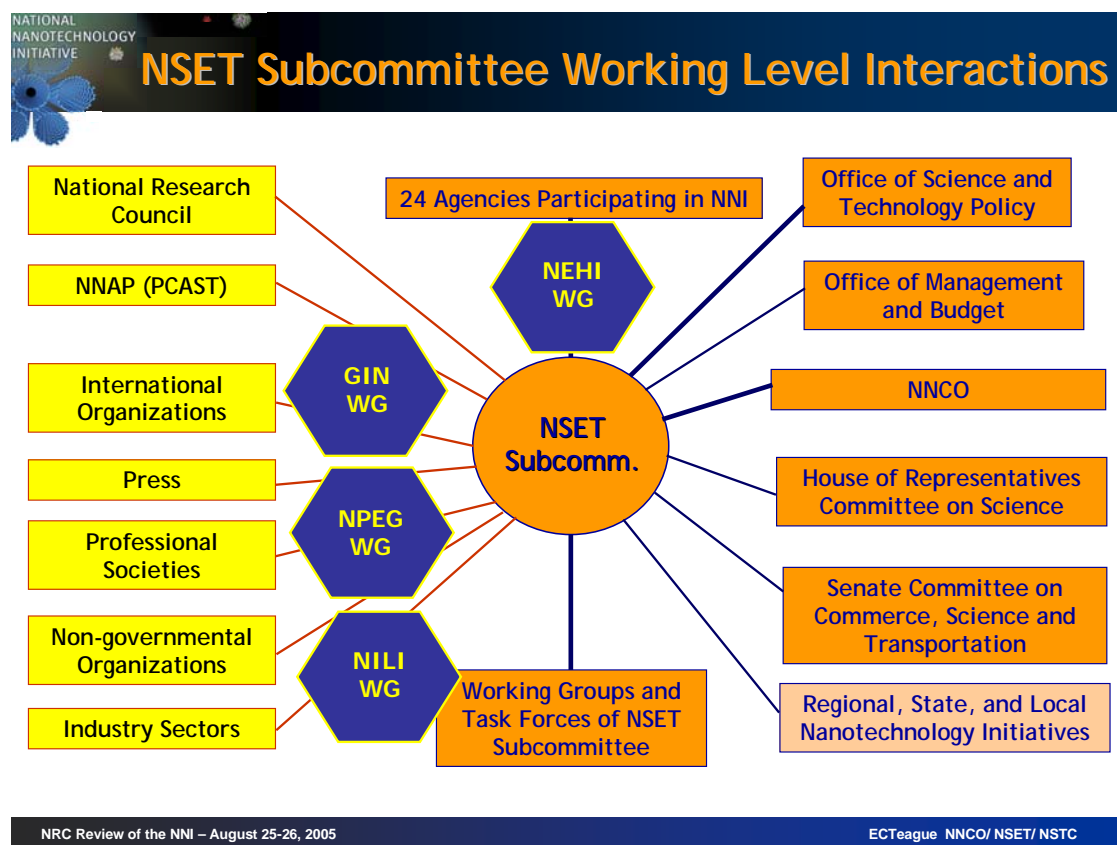 NATIONAL
NANOTECHNOLOGY
INITIATIVE
NSET Subcommittee Working Level Interactions
National Research
Council
NNAP (PCAST)
International
Organizations
Press
Professional
Societies
Non-governmental
Organizations
Industry Sectors
24 Agencies Participating in NNI
NEHI
WG
GIN
WG
NPEG
WG
NILI
WG
NSET
Subcomm.
Working Groups and
Task Forces of NSET
Subcommittee
Office of Science and
Technology Policy
Office of Management
and Budget
NNCO
House of Representatives
Committee on Science
Senate Committee on
Commerce, Science and
Transportation
Regional, State, and Local
Nanotechnology Initiatives
NRC Review of the NNI – August 25-26, 2005
ECTeague NNCO/ NSET/ NSTC